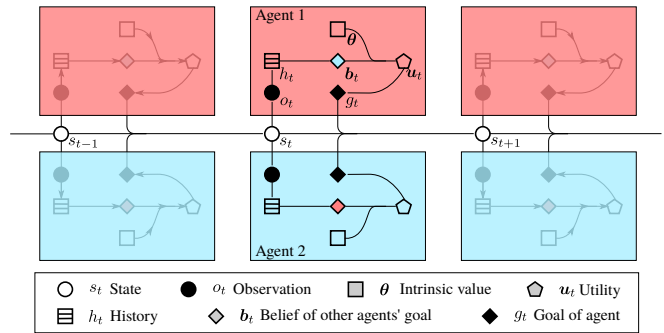 Agent 1
θ
h_t b_t u_t
o_t g_t
s_{t−1} s_t s_{t+1}
Agent 2
s_t State o_t Observation θ Intrinsic value u_t Utility
h_t History b_t Belief of other agents' goal g_t Goal of agent